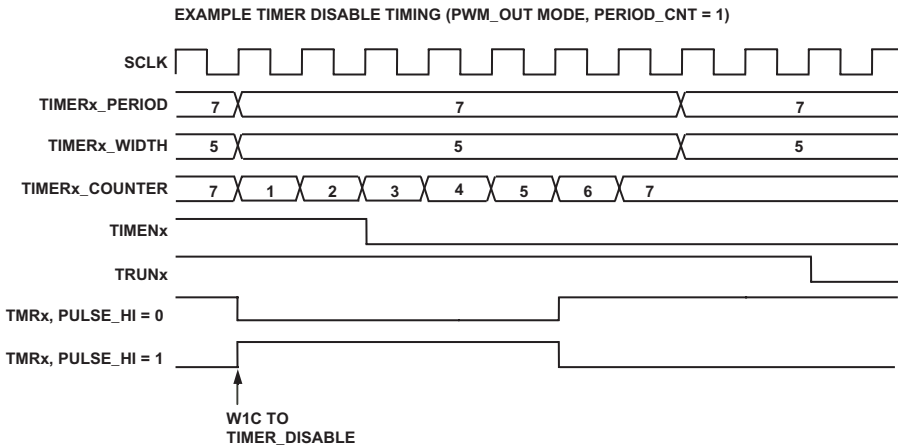 EXAMPLE TIMER DISABLE TIMING (PWM_OUT MODE, PERIOD_CNT = 1)
SCLK
TIMERx_PERIOD 7 7 7
TIMERx_WIDTH 5 5 5
TIMERx_COUNTER 7 1 2 3 4 5 6 7
TIMENx
TRUNx
TMRx, PULSE_HI = 0
TMRx, PULSE_HI = 1
W1C TO
TIMER_DISABLE